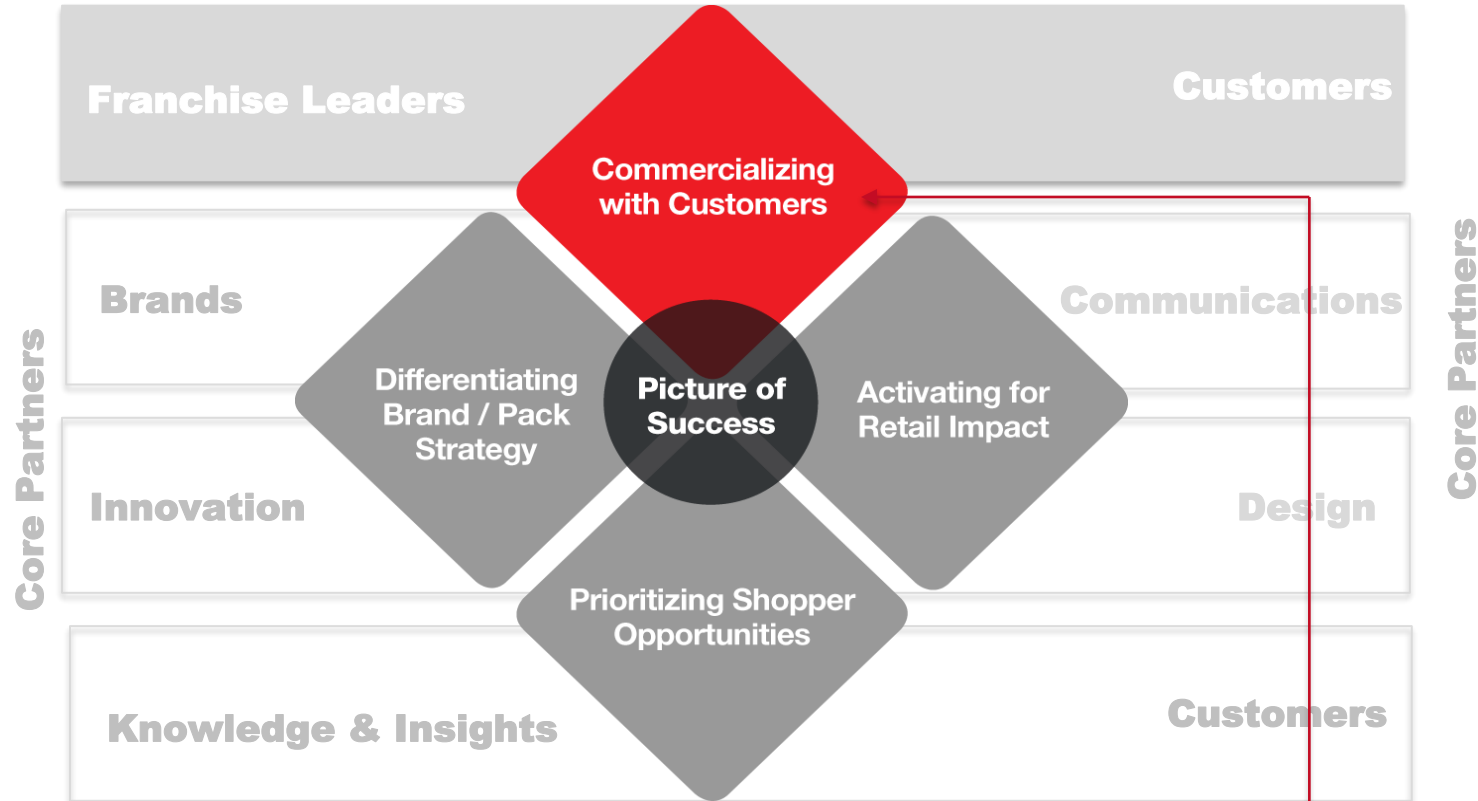 Franchise Leaders
Customers
Commercializing
with Customers
Brands
Communications
Core Partners
Core Partners
Differentiating
Brand / Pack
Strategy
Picture of
Success
Activating for
Retail Impact
Innovation
Design
Prioritizing Shopper
Opportunities
Knowledge & Insights
Customers